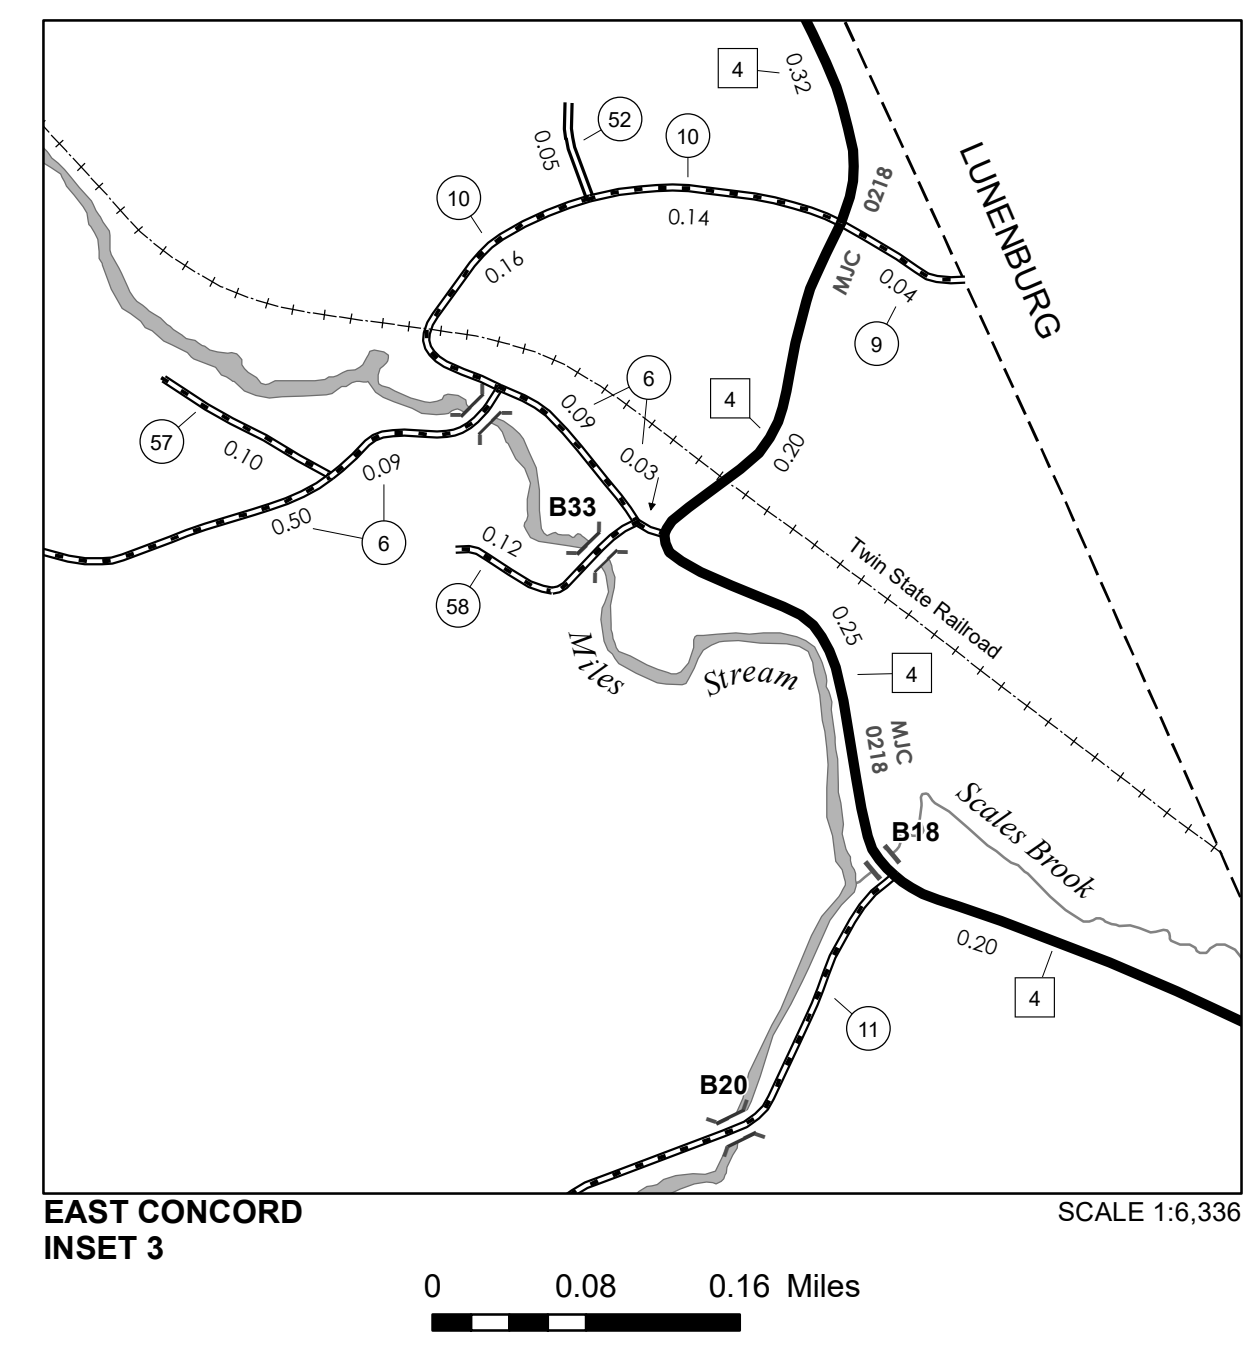 4
0.32
52
10
0.05
0218
LUNENBURG
10
0.14
0.16
MJC
0.04
9
6
4
0.09
57
0.10
0.20
0.09
0.03
B33
0.50
6
0.12
Twin State Railroad
58
0.25
Miles
Stream
4
MJC
0218
Scales Brook
B18
0.20
4
11
B20
EAST CONCORD
SCALE 1:6,336
INSET 3
0 0.08 0.16 Miles